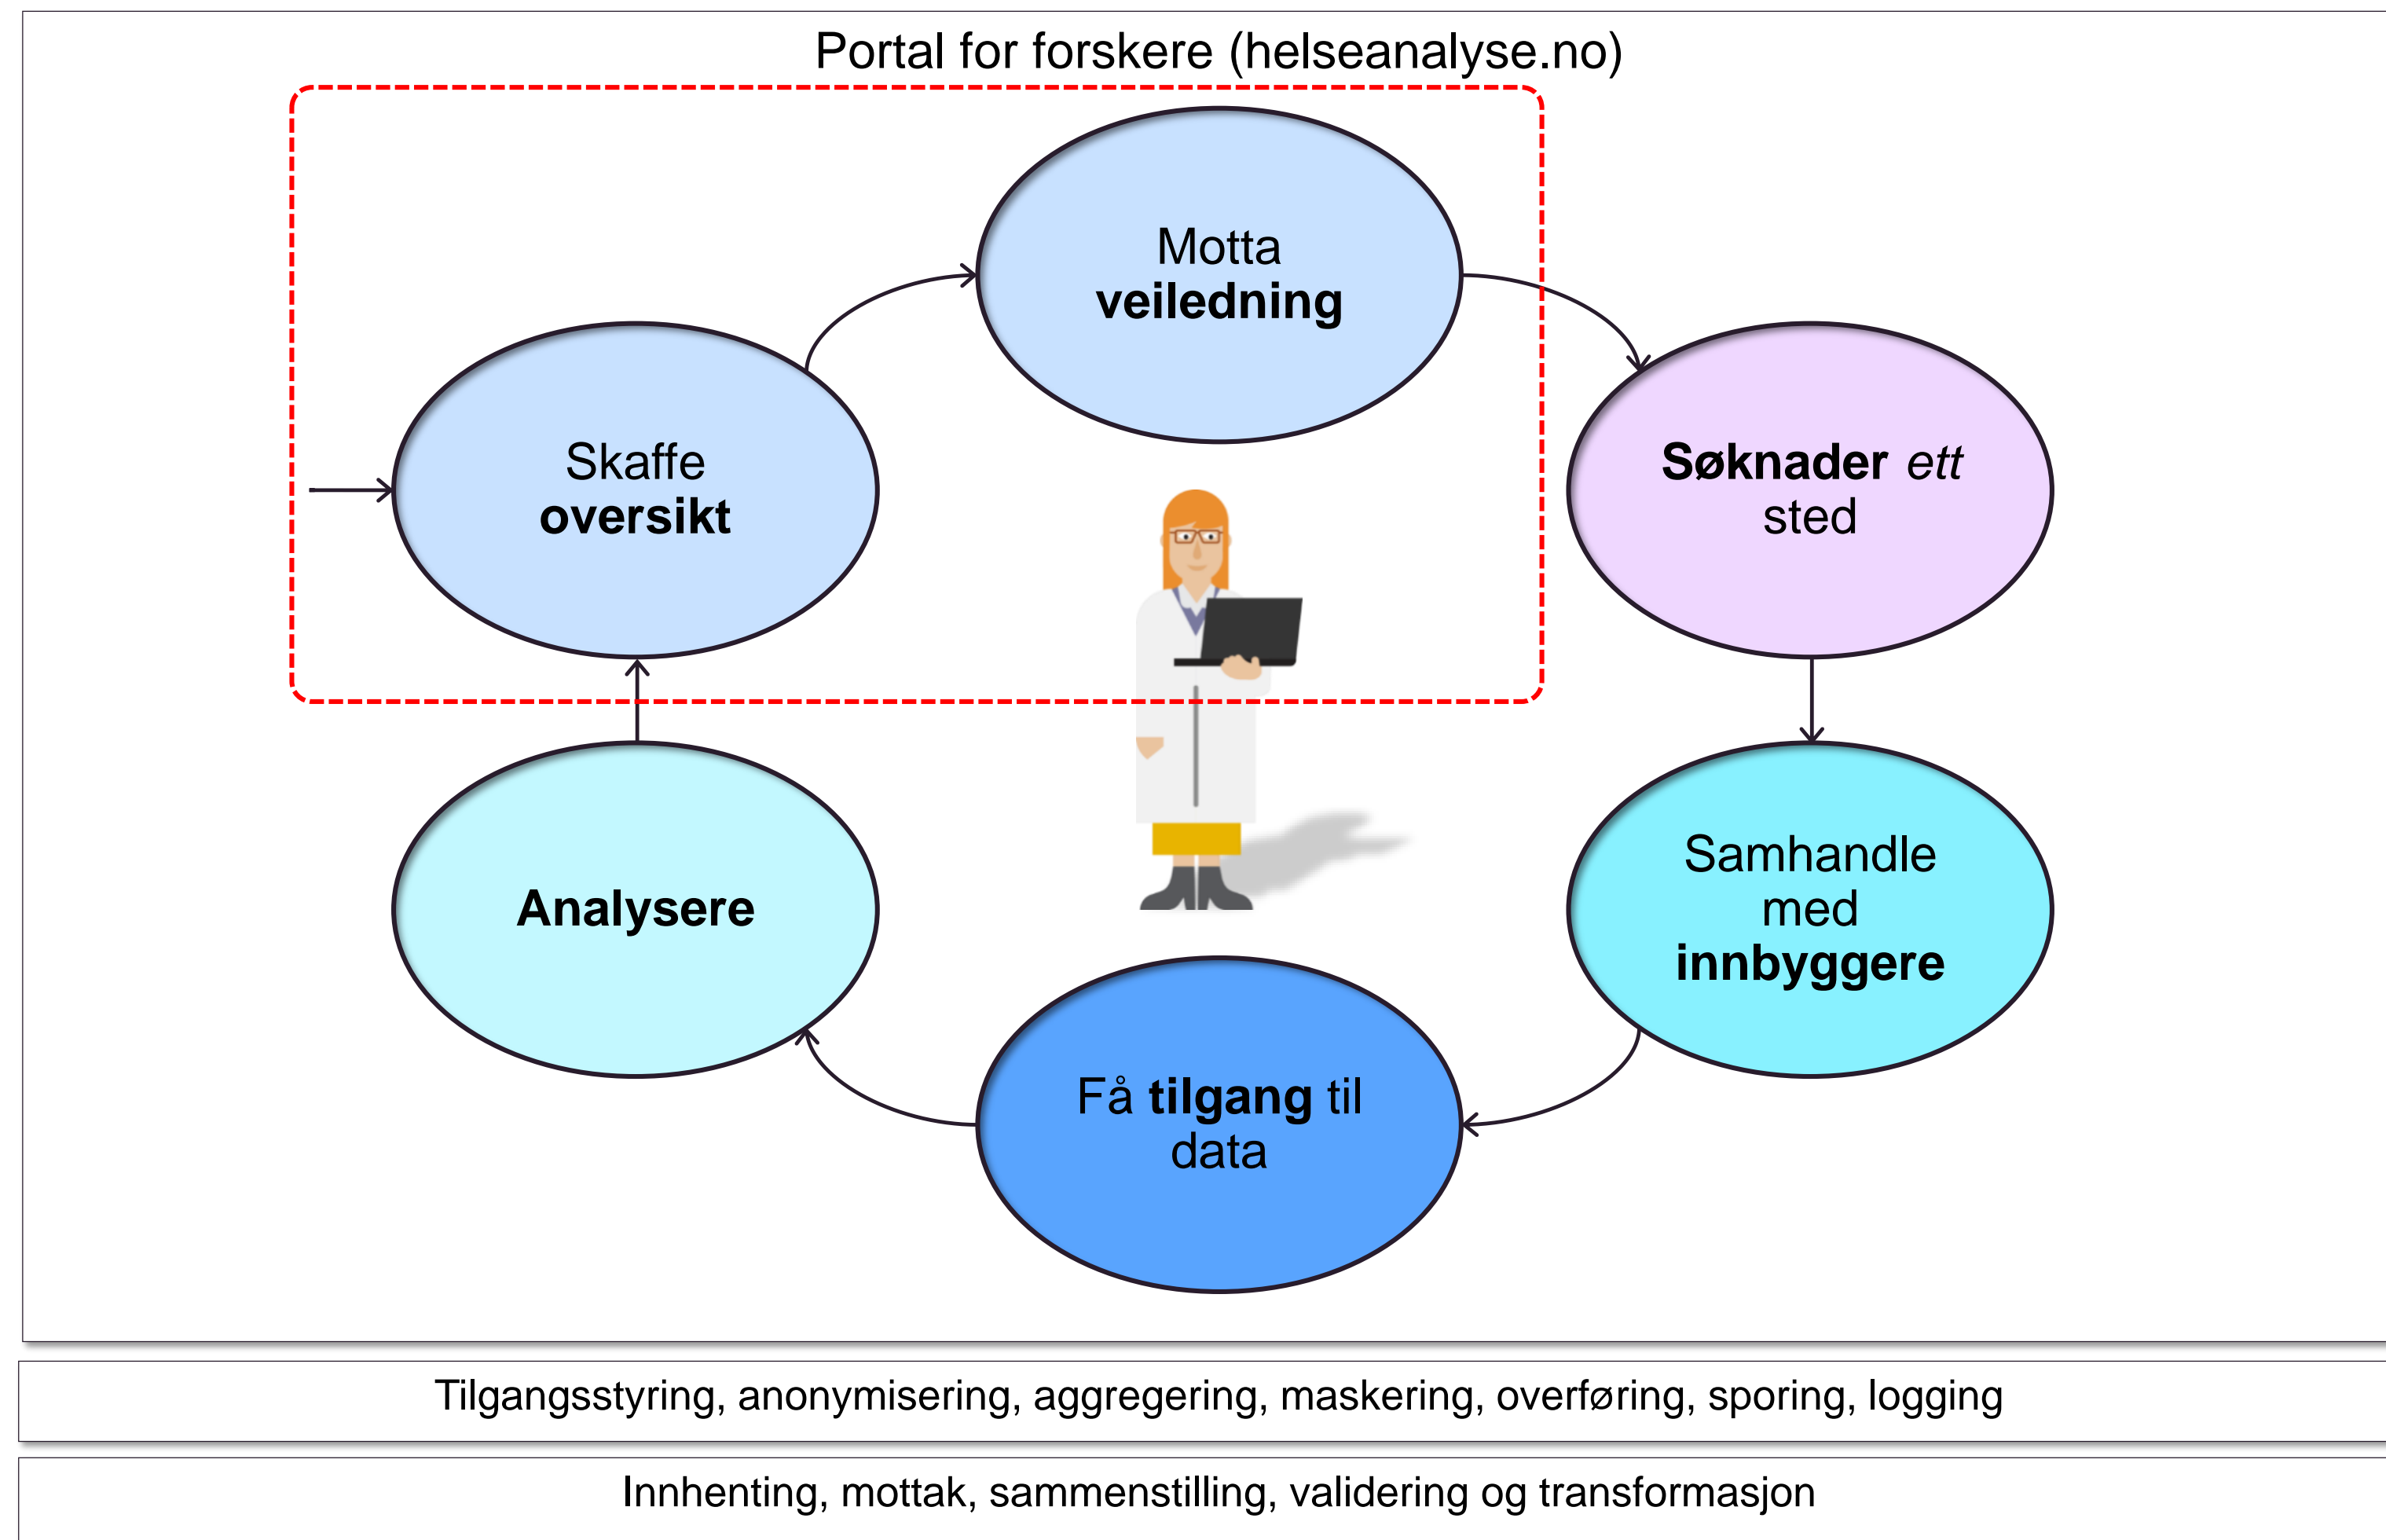 Portal for forskere (helseanalyse.no)
Motta
veiledning
Skaffe
oversikt
Søknader ett
sted
Analysere
Samhandle
med
innbyggere
Få tilgang til
data
Tilgangsstyring, anonymisering, aggregering, maskering, overføring, sporing, logging
Innhenting, mottak, sammenstilling, validering og transformasjon